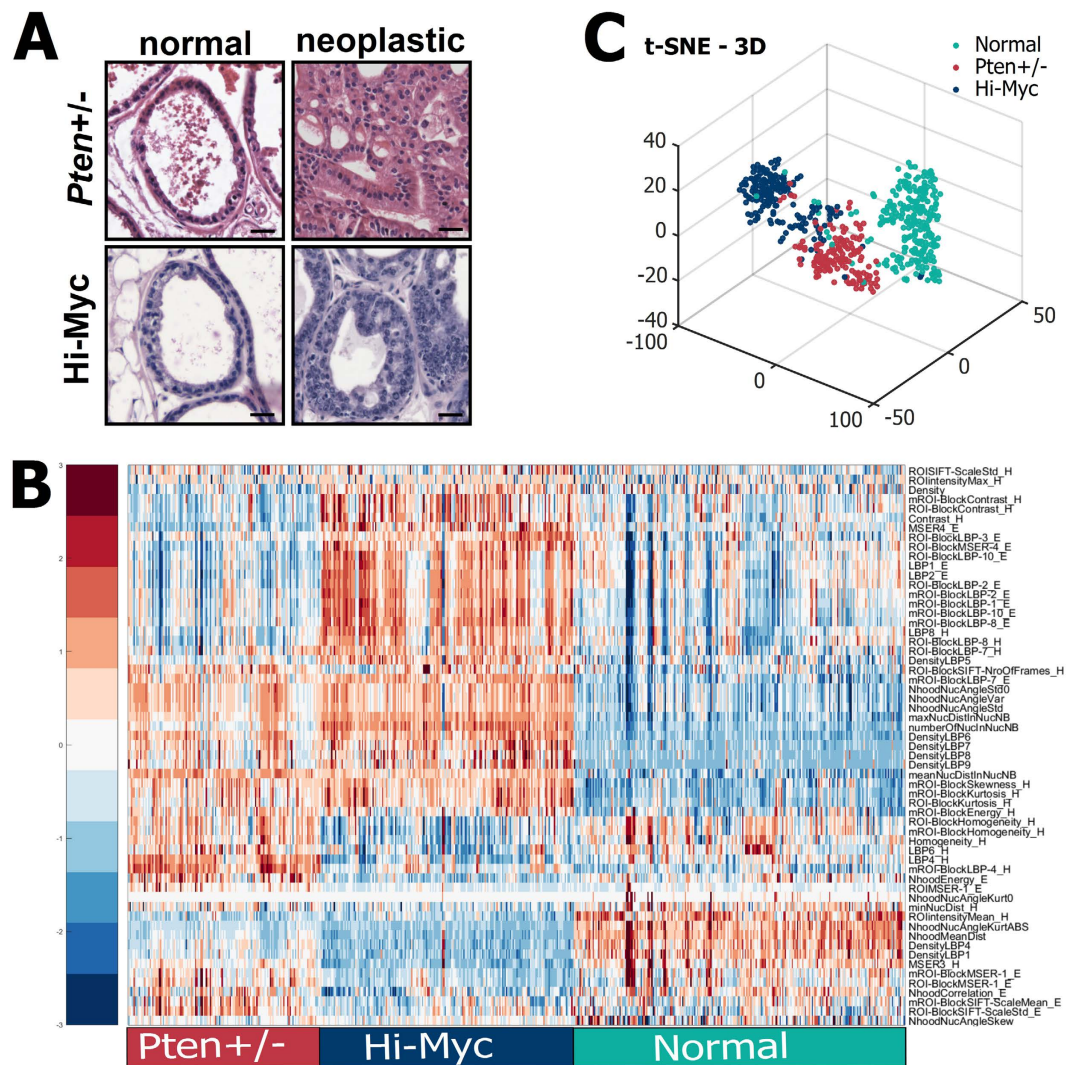 A
normal
neoplastic
Pten+/-
Hi-Myc
C
t-SNE - 3D
Normal
Pten+/-
Hi-Myc
40
20
0
-20
-40
-100
0
100
-50
0
50
B
3
2
1
0
-1
-2
-3
ROISIFT-ScaleStd_H
ROIintensityMax_H
Density
mROI-BlockContrast_H
ROI-BlockContrast_H
Contrast_H
MSER4_E
ROI-BlockLBP-3_E
ROI-BlockMSER-4_E
ROI-BlockLBP-10_E
LBP1_E
LBP2_E
ROI-BlockLBP-2_E
mROI-BlockLBP-2_E
mROI-BlockLBP-1_E
mROI-BlockLBP-10_E
mROI-BlockLBP-8_E
LBP8_H
ROI-BlockLBP-8_H
ROI-BlockLBP-7_H
DensityLBP5
ROI-BlockSIFT-NroOfFrames_H
mROI-BlockLBP-7_E
NhoodNucAngleStd0
NhoodNucAngleVar
NhoodNucAngleStd
maxNucDistInNucNB
numberOfNucInNucNB
DensityLBP6
DensityLBP7
DensityLBP8
DensityLBP9
meanNucDistInNucNB
mROI-BlockSkewness_H
mROI-BlockKurtosis_H
ROI-BlockKurtosis_H
mROI-BlockEnergy_H
ROI-BlockHomogeneity_H
mROI-BlockHomogeneity_H
Homogeneity_H
LBP6_H
LBP4_H
mROI-BlockLBP-4_H
NhoodEnergy_E
ROIMSER-1_E
NhoodNucAngleKurt0
minNucDist_H
ROIintensityMean_H
NhoodNucAngleKurtABS
NhoodMeanDist
DensityLBP4
DensityLBP1
MSER3_H
mROI-BlockMSER-1_E
ROI-BlockMSER-1_E
NhoodCorrelation_E
mROI-BlockSIFT-ScaleMean_E
ROI-BlockSIFT-ScaleStd_E
NhoodNucAngleSkew
Pten+/-
Hi-Myc
Normal